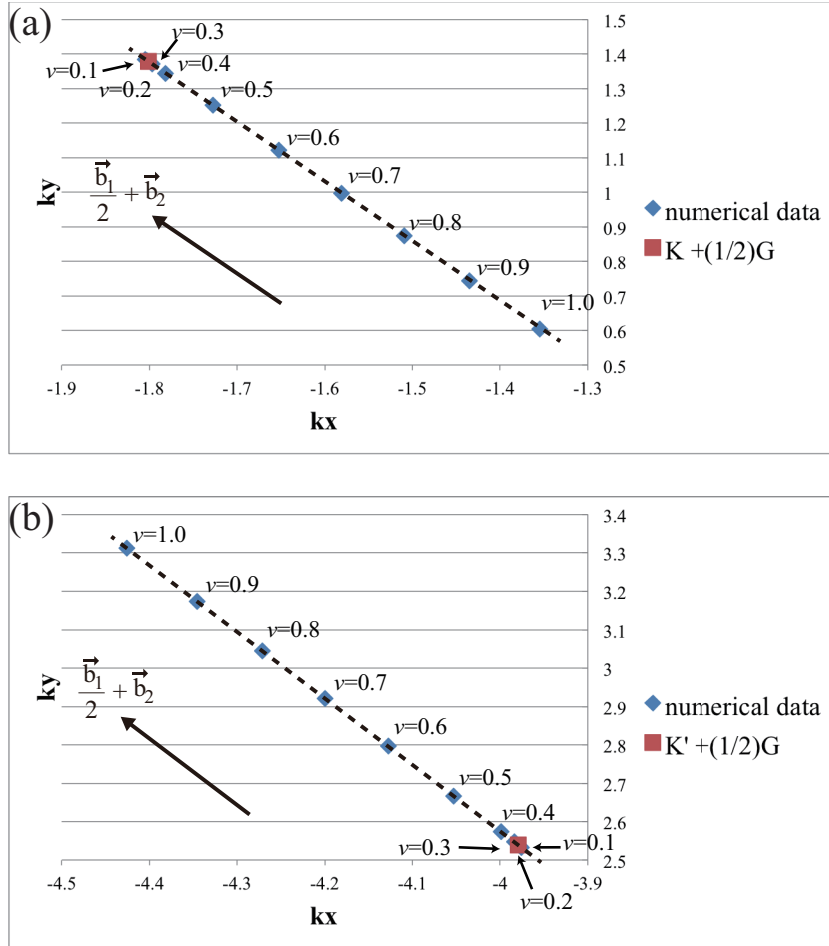 (a)
v=0.3
v=0.1
v=0.4
v=0.2
v=0.5
v=0.6
v=0.7
v=0.8
v=0.9
v=1.0
b₁/2 + b₂
ky
1.5
1.4
1.3
1.2
1.1
1
0.9
0.8
0.7
0.6
0.5
-1.9
-1.8
-1.7
-1.6
-1.5
-1.4
-1.3
kx
numerical data
K +(1/2)G
(b)
v=1.0
v=0.9
v=0.8
v=0.7
v=0.6
v=0.5
v=0.4
v=0.3
v=0.1
v=0.2
b₁/2 + b₂
ky
3.4
3.3
3.2
3.1
3
2.9
2.8
2.7
2.6
2.5
-4.5
-4.4
-4.3
-4.2
-4.1
-4
-3.9
kx
numerical data
K' +(1/2)G